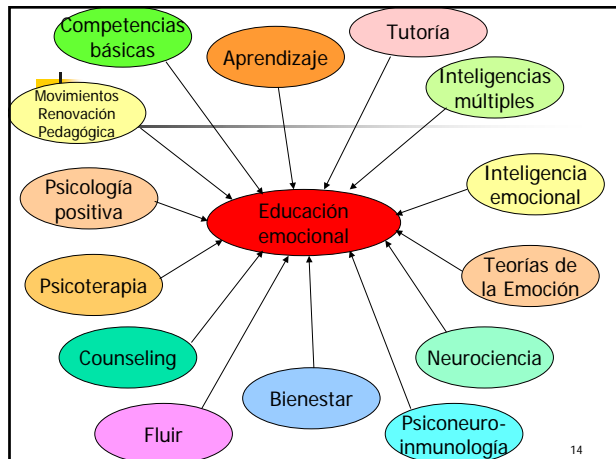 Competencias
básicas
Aprendizaje
Tutoría
Inteligencias
múltiples
Movimientos
Renovación
Pedagógica
Psicología
positiva
Educación
emocional
Inteligencia
emocional
Psicoterapia
Teorías de
la Emoción
Counseling
Neurociencia
Bienestar
Fluir
Psiconeuro-
inmunología
14